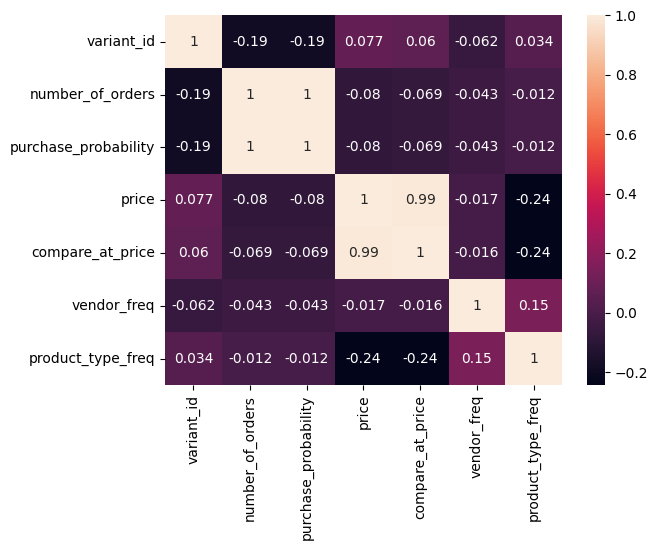 variant_id 1 -0.19 -0.19 0.077 0.06 -0.062 0.034
number_of_orders -0.19 1 1 -0.08 -0.069 -0.043 -0.012
purchase_probability -0.19 1 1 -0.08 -0.069 -0.043 -0.012
price 0.077 -0.08 -0.08 1 0.99 -0.017 -0.24
compare_at_price 0.06 -0.069 -0.069 0.99 1 -0.016 -0.24
vendor_freq -0.062 -0.043 -0.043 -0.017 -0.016 1 0.15
product_type_freq 0.034 -0.012 -0.012 -0.24 -0.24 0.15 1
variant_id
number_of_orders
purchase_probability
price
compare_at_price
vendor_freq
product_type_freq
1.0
0.8
0.6
0.4
0.2
0.0
−0.2